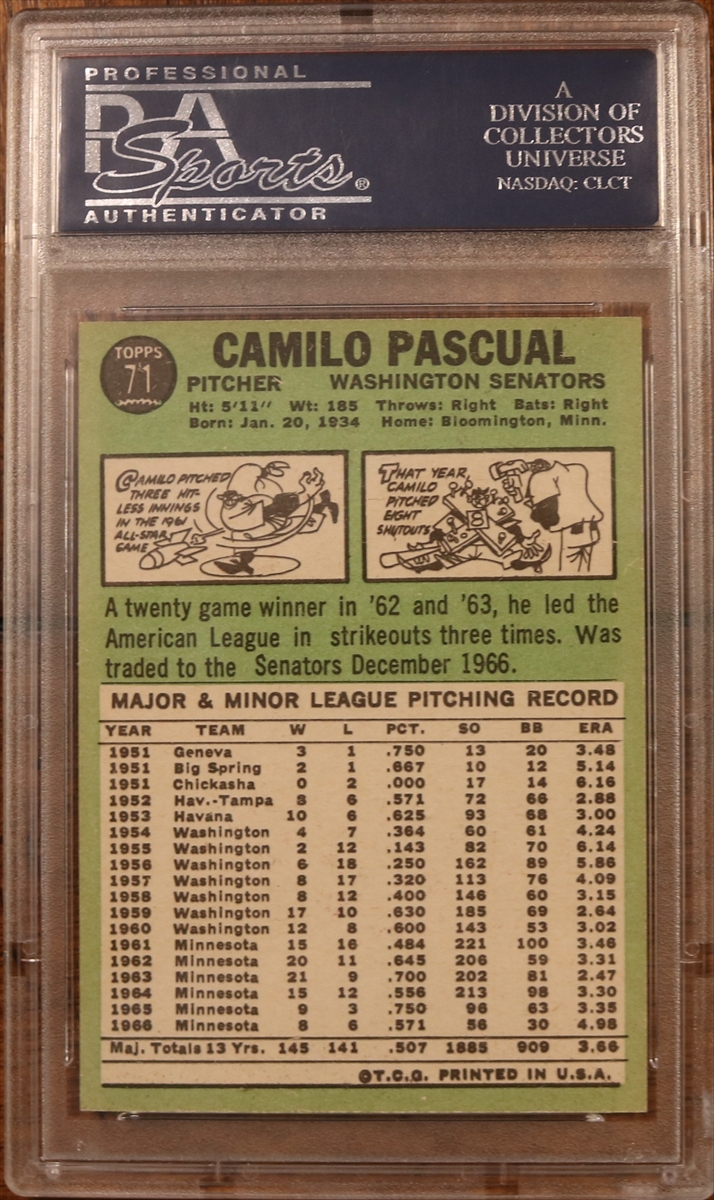 PROFESSIONAL
PSA
Sports®
AUTHENTICATOR
A
DIVISION OF
COLLECTORS
UNIVERSE
NASDAQ: CLCT
TOPPS
71
CAMILO PASCUAL
PITCHER WASHINGTON SENATORS
Ht: 5'11" Wt: 185 Throws: Right Bats: Right
Born: Jan. 20, 1934 Home: Bloomington, Minn.
CAMILO PITCHED
THREE HIT-
LESS INNINGS
IN THE 1961
ALL-STAR
GAME
THAT YEAR,
CAMILO
PITCHED
EIGHT
SHUTOUTS
A twenty game winner in '62 and '63, he led the
American League in strikeouts three times. Was
traded to the Senators December 1966.
MAJOR & MINOR LEAGUE PITCHING RECORD
YEAR TEAM W L PCT. SO BB ERA
1951 Geneva 3 1 .750 13 20 3.48
1951 Big Spring 2 1 .667 10 12 5.14
1951 Chickasha 0 2 .000 17 14 6.16
1952 Hav.-Tampa 8 6 .571 72 66 2.88
1953 Havana 10 6 .625 93 68 3.00
1954 Washington 4 7 .364 60 61 4.24
1955 Washington 2 12 .143 82 70 6.14
1956 Washington 6 18 .250 162 89 5.86
1957 Washington 8 17 .320 113 76 4.09
1958 Washington 8 12 .400 146 60 3.15
1959 Washington 17 10 .630 185 69 2.64
1960 Washington 12 8 .600 143 53 3.02
1961 Minnesota 15 16 .484 221 100 3.46
1962 Minnesota 20 11 .645 206 59 3.31
1963 Minnesota 21 9 .700 202 81 2.47
1964 Minnesota 15 12 .556 213 98 3.30
1965 Minnesota 9 3 .750 96 63 3.35
1966 Minnesota 8 6 .571 56 30 4.98
Maj. Totals 13 Yrs. 145 141 .507 1885 909 3.66
©T.C.G. PRINTED IN U.S.A.